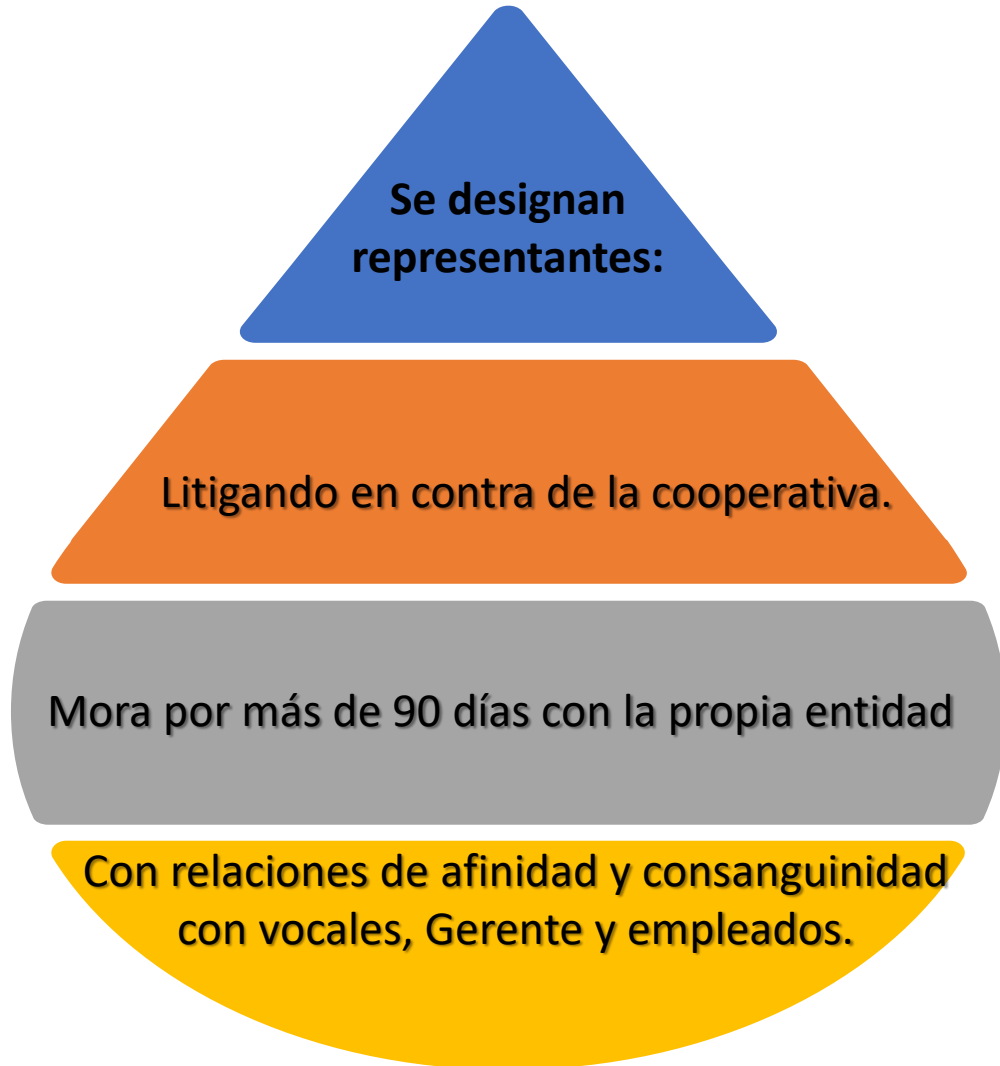 Se designan
representantes:
Litigando en contra de la cooperativa.
Mora por más de 90 días con la propia entidad
Con relaciones de afinidad y consanguinidad
con vocales, Gerente y empleados.